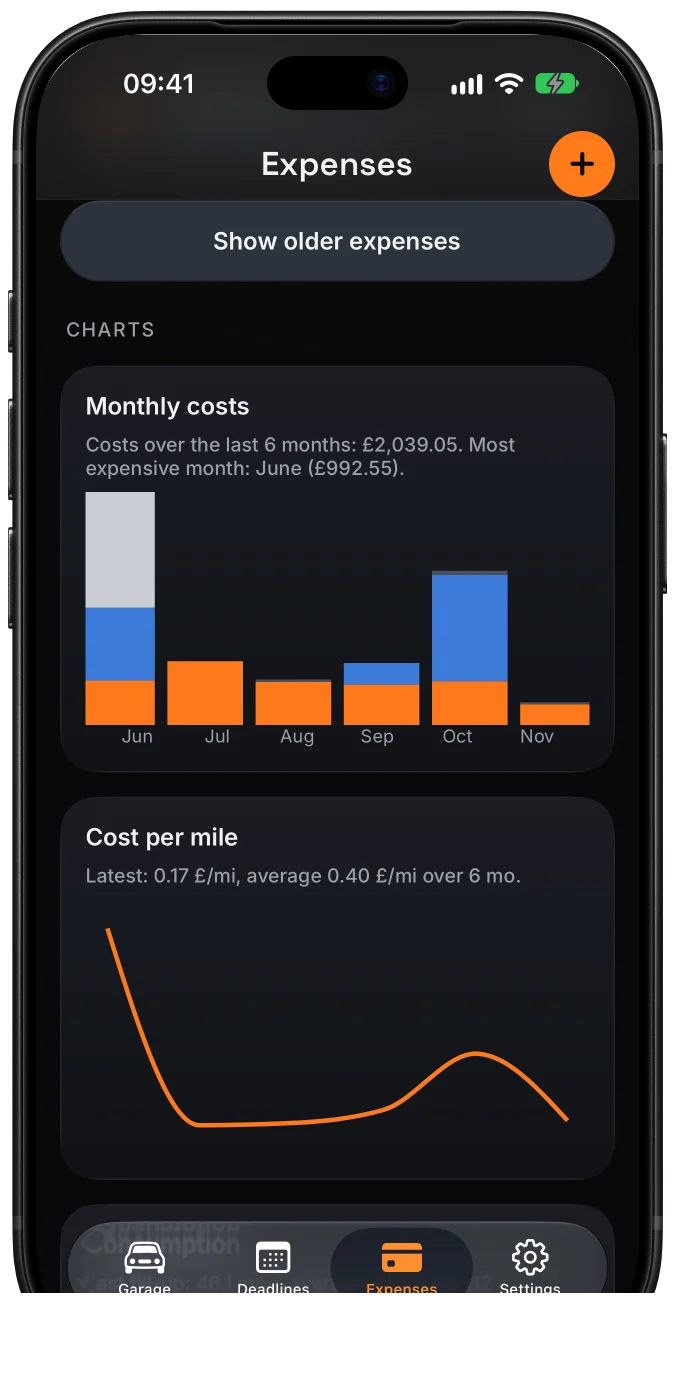 09:41
Expenses
Show older expenses
CHARTS
Monthly costs
Costs over the last 6 months: £2,039.05. Most
expensive month: June (£992.55).
Jun Jul Aug Sep Oct Nov
Cost per mile
Latest: 0.17 £/mi, average 0.40 £/mi over 6 mo.
Garage Deadlines Expenses Settings